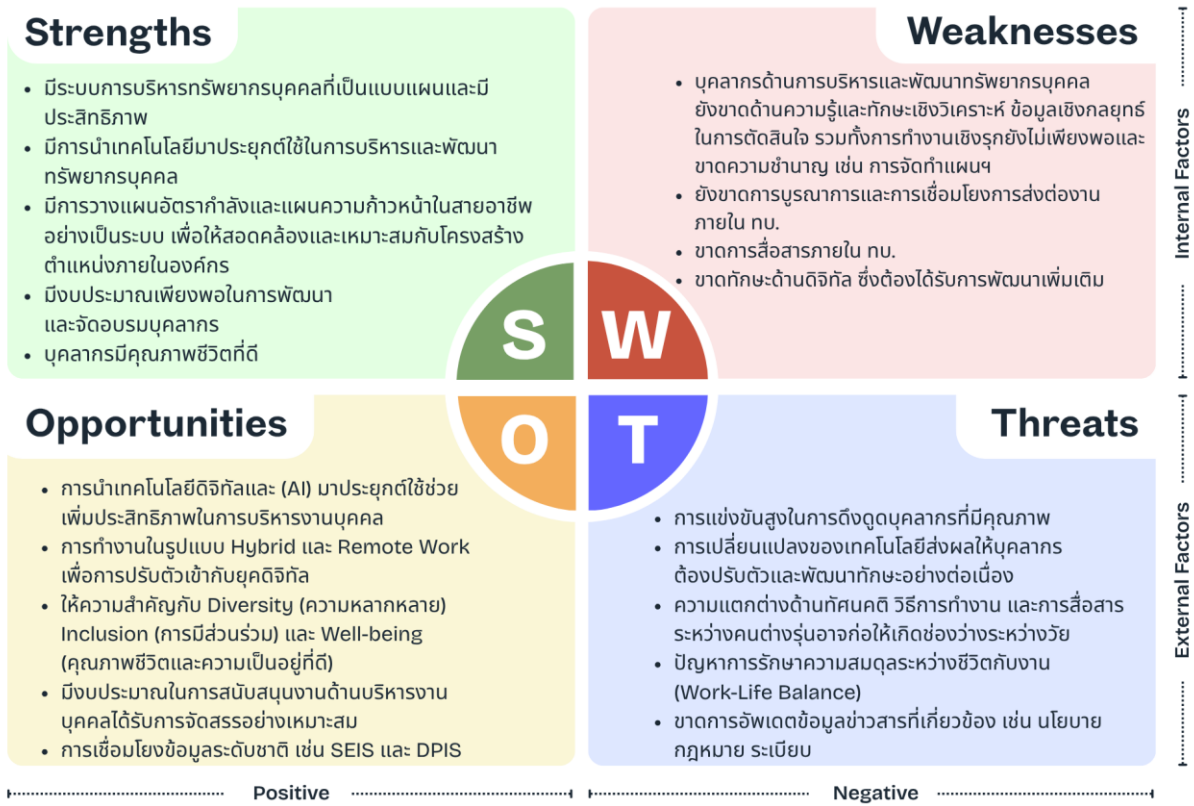 Strengths
• มีระบบการบริหารทรัพยากรบุคคลที่เป็นแบบแผนและมี
ประสิทธิภาพ
• มีการนำเทคโนโลยีมาประยุกต์ใช้ในการบริหารและพัฒนา
ทรัพยากรบุคคล
• มีการวางแผนอัตรากำลังและแผนความก้าวหน้าในสายอาชีพ
อย่างเป็นระบบ เพื่อให้สอดคล้องและเหมาะสมกับโครงสร้าง
ตำแหน่งภายในองค์กร
• มีงบประมาณเพียงพอในการพัฒนา
และจัดอบรมบุคลากร
• บุคลากรมีคุณภาพชีวิตที่ดี
Weaknesses
• บุคลากรด้านการบริหารและพัฒนาทรัพยากรบุคคล
ยังขาดด้านความรู้และทักษะเชิงวิเคราะห์ ข้อมูลเชิงกลยุทธ์
ในการตัดสินใจ รวมทั้งการทำงานเชิงรุกยังไม่เพียงพอและ
ขาดความชำนาญ เช่น การจัดทำแผนฯ
• ยังขาดการบูรณาการและการเชื่อมโยงการส่งต่องาน
ภายใน ทบ.
• ขาดการสื่อสารภายใน ทบ.
• ขาดทักษะด้านดิจิทัล ซึ่งต้องได้รับการพัฒนาเพิ่มเติม
Internal Factors
S
W
O
T
Opportunities
• การนำเทคโนโลยีดิจิทัลและ (AI) มาประยุกต์ใช้ช่วย
เพิ่มประสิทธิภาพในการบริหารงานบุคคล
• การทำงานในรูปแบบ Hybrid และ Remote Work
เพื่อการปรับตัวเข้ากับยุคดิจิทัล
• ให้ความสำคัญกับ Diversity (ความหลากหลาย)
Inclusion (การมีส่วนร่วม) และ Well-being
(คุณภาพชีวิตและความเป็นอยู่ที่ดี)
• มีงบประมาณในการสนับสนุนงานด้านบริหารงาน
บุคคลได้รับการจัดสรรอย่างเหมาะสม
• การเชื่อมโยงข้อมูลระดับชาติ เช่น SEIS และ DPIS
Threats
• การแข่งขันสูงในการดึงดูดบุคลากรที่มีคุณภาพ
• การเปลี่ยนแปลงของเทคโนโลยีส่งผลให้บุคลากร
ต้องปรับตัวและพัฒนาทักษะอย่างต่อเนื่อง
• ความแตกต่างด้านทัศนคติ วิธีการทำงาน และการสื่อสาร
ระหว่างคนต่างรุ่นอาจก่อให้เกิดช่องว่างระหว่างวัย
• ปัญหาการรักษาความสมดุลระหว่างชีวิตกับงาน
(Work-Life Balance)
• ขาดการอัพเดตข้อมูลข่าวสารที่เกี่ยวข้อง เช่น นโยบาย
กฎหมาย ระเบียบ
External Factors
Positive
Negative